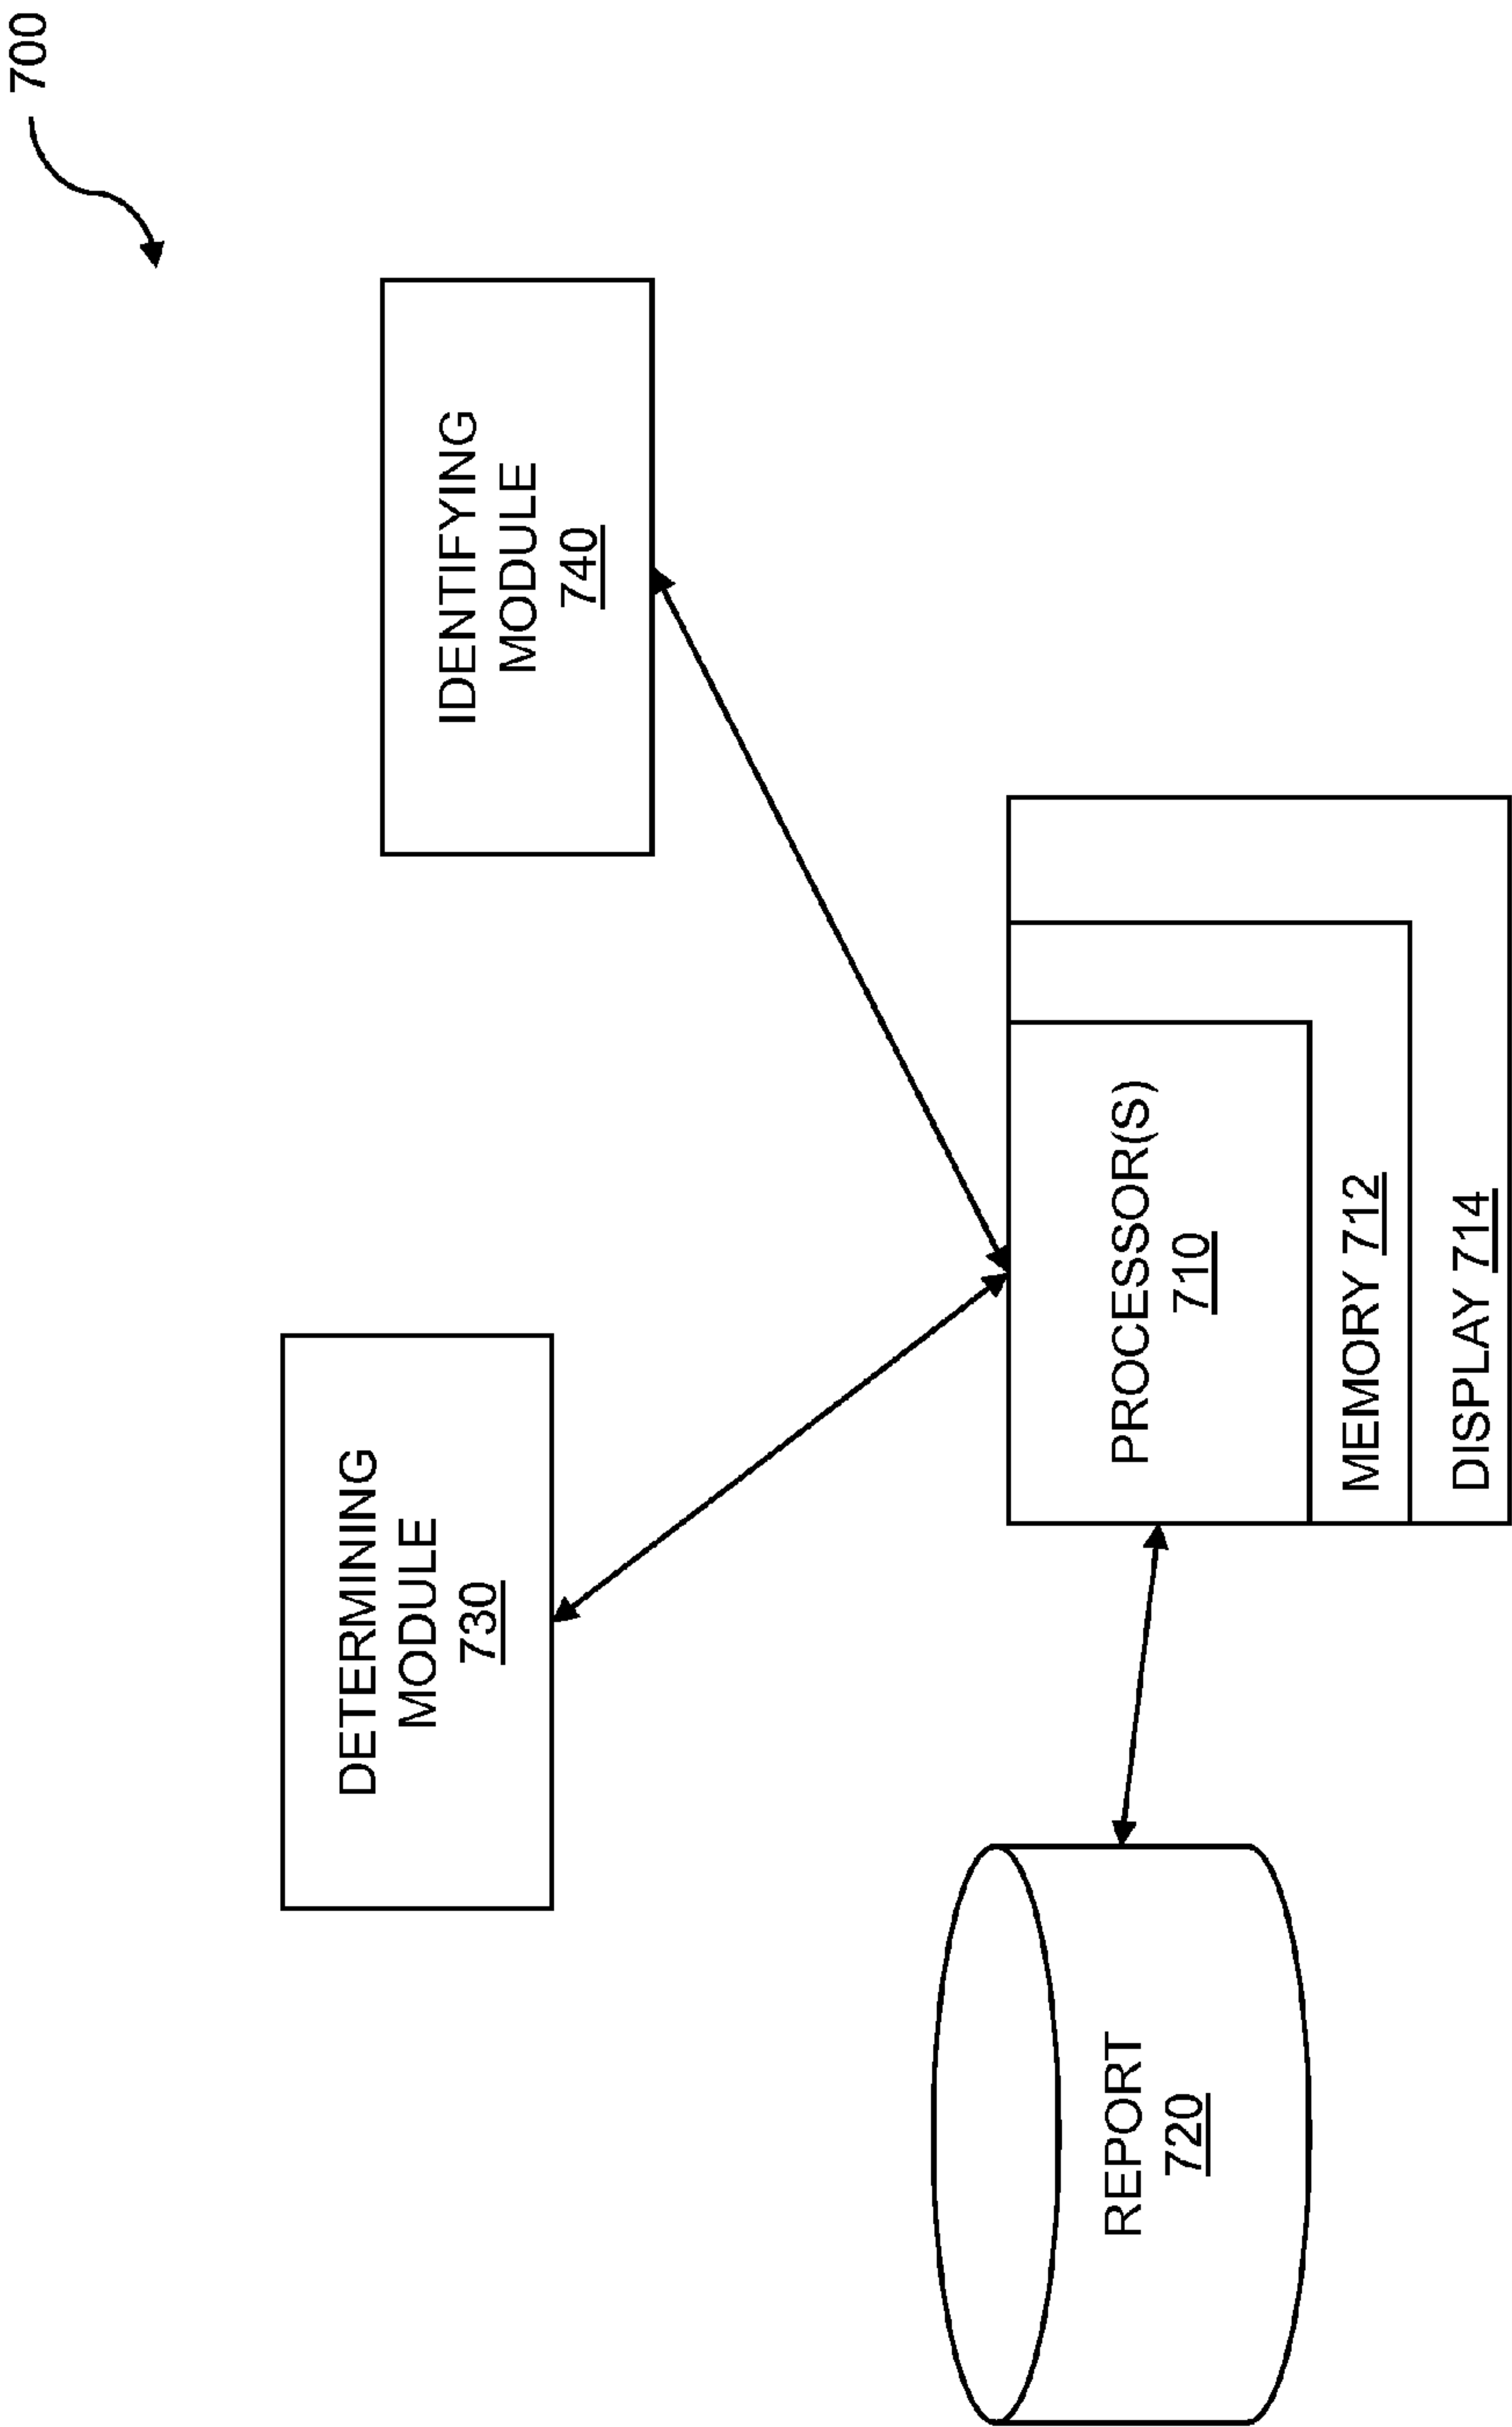 700
DETERMINING
MODULE
730
IDENTIFYING
MODULE
740
REPORT
720
PROCESSOR(S)
710
MEMORY 712
DISPLAY 714